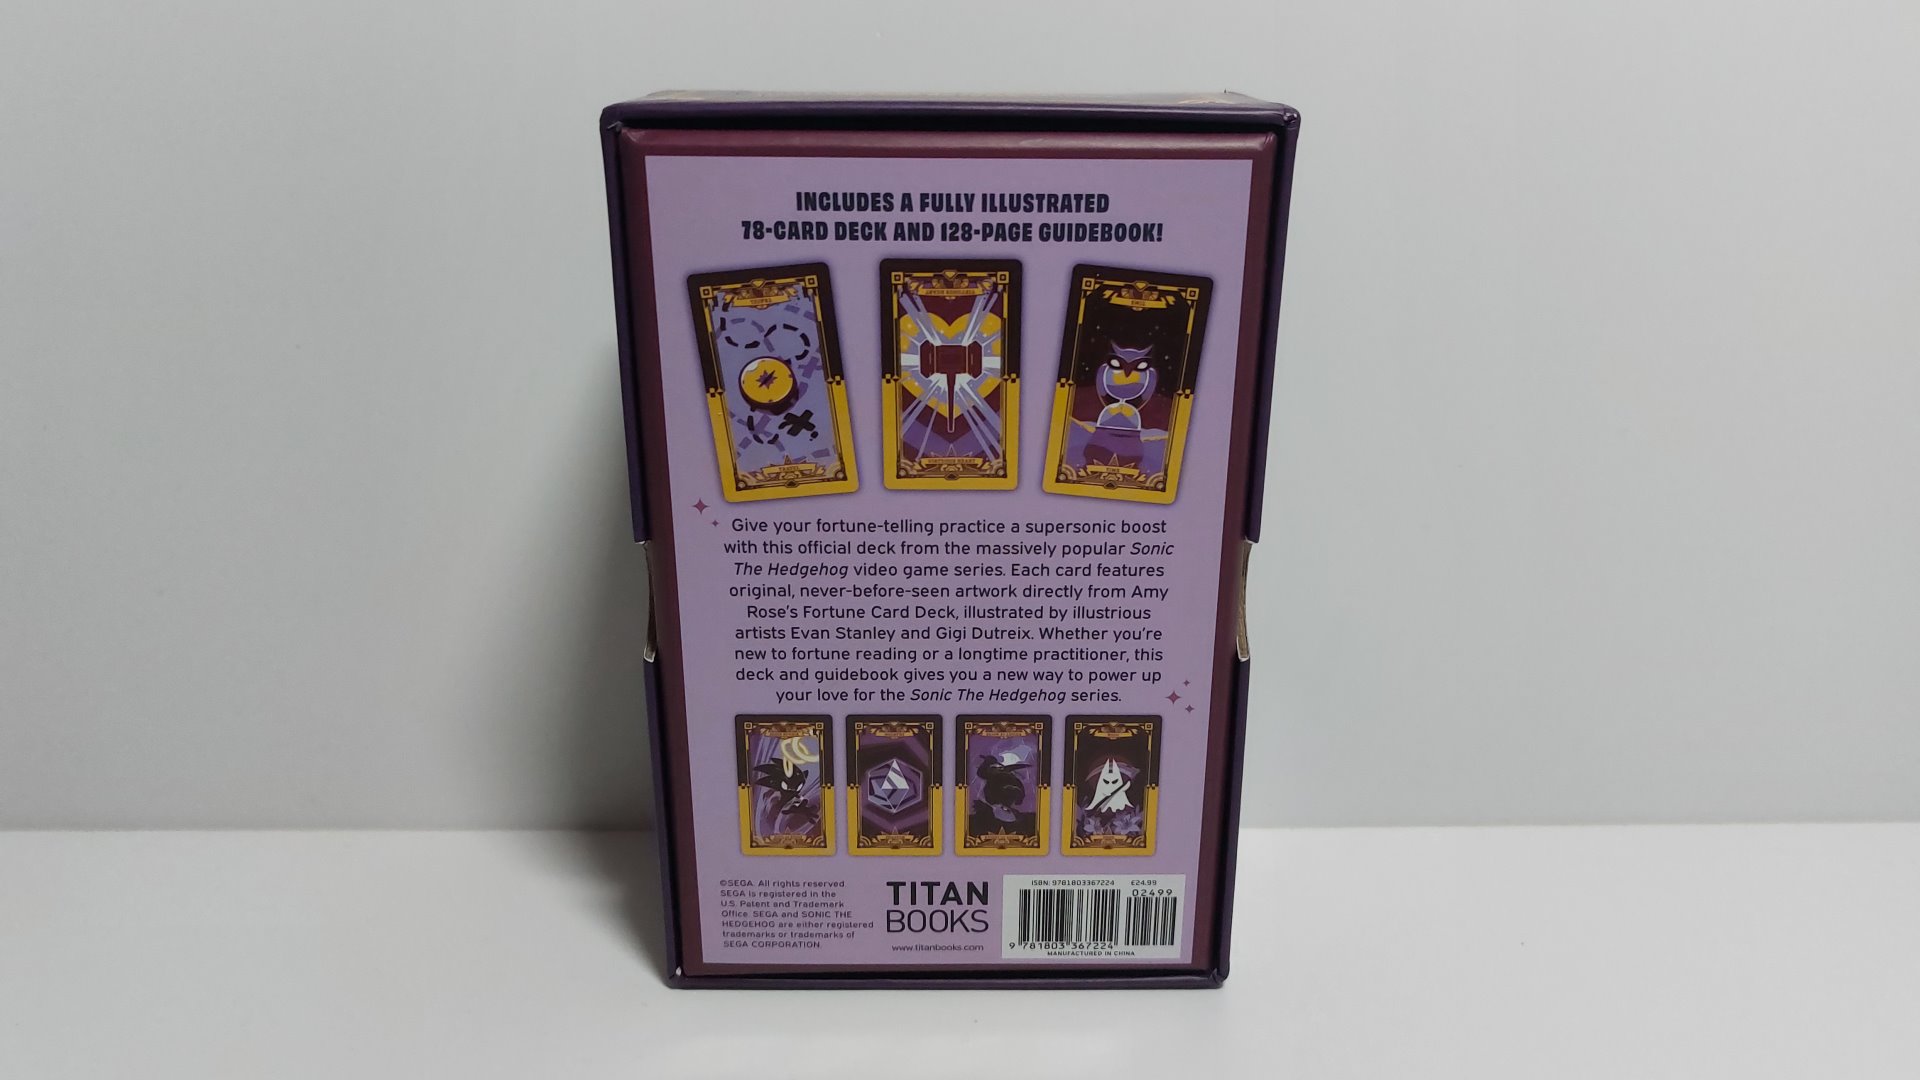 INCLUDES A FULLY ILLUSTRATED
78-CARD DECK AND 128-PAGE GUIDEBOOK!
TRAVEL
TIME
TRAVEL
VIRTUOUS HEART
TIME
Give your fortune-telling practice a supersonic boost
with this official deck from the massively popular Sonic
The Hedgehog video game series. Each card features
original, never-before-seen artwork directly from Amy
Rose's Fortune Card Deck, illustrated by illustrious
artists Evan Stanley and Gigi Dutreix. Whether you're
new to fortune reading or a longtime practitioner, this
deck and guidebook gives you a new way to power up
your love for the Sonic The Hedgehog series.
©SEGA. All rights reserved
SEGA is registered in the
U.S. Patent and Trademark
Office. SEGA and SONIC THE
HEDGEHOG are either registered
trademarks or trademarks of
SEGA CORPORATION.
TITAN
BOOKS
www.titanbooks.com
ISBN: 9781803367224 £24.99
02499
9 781803 367224
MANUFACTURED IN CHINA